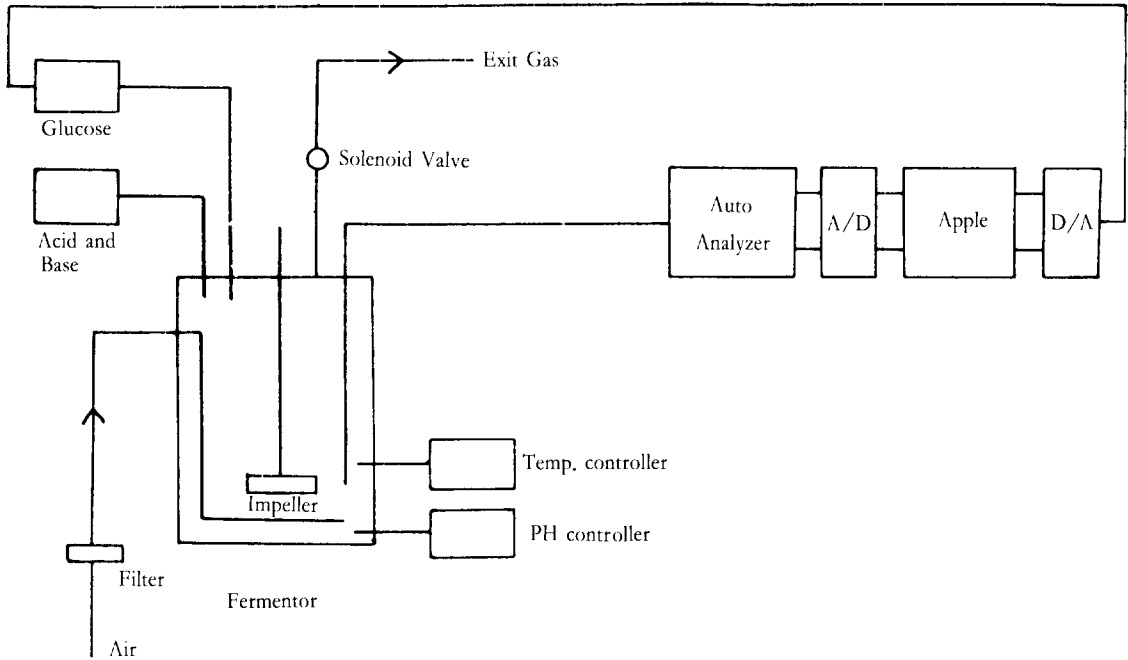 Exit Gas
Glucose
Solenoid Valve
Acid and
Base
Auto
Analyzer
A/D
Apple
D/A
Temp. controller
Impeller
PH controller
Filter
Fermentor
Air